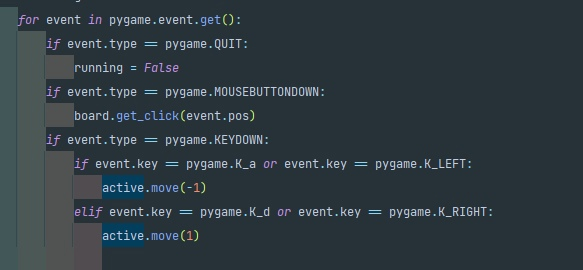 for event in pygame.event.get():
if event.type == pygame.QUIT:
running = False
if event.type == pygame.MOUSEBUTTONDOWN:
board.get_click(event.pos)
if event.type == pygame.KEYDOWN:
if event.key == pygame.K_a or event.key == pygame.K_LEFT:
active.move(-1)
elif event.key == pygame.K_d or event.key == pygame.K_RIGHT:
active.move(1)